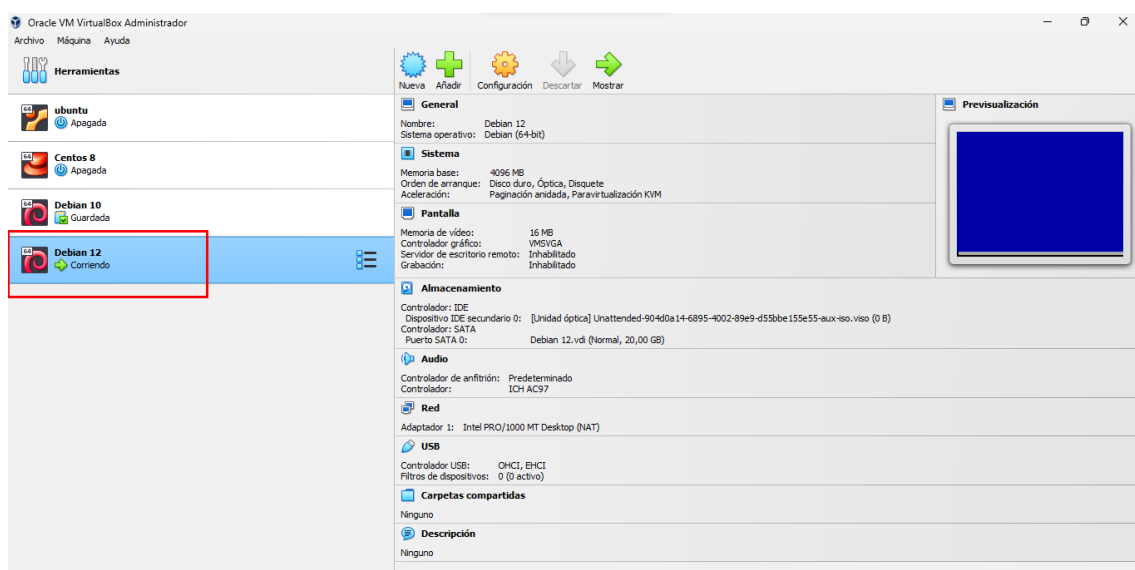 Oracle VM VirtualBox Administrador
Archivo Máquina Ayuda
Herramientas
64
ubuntu
Apagada
64
Centos 8
Apagada
64
Debian 10
Guardada
64
Debian 12
Corriendo
Nueva Añadir Configuración Descartar Mostrar
General
Nombre: Debian 12
Sistema operativo: Debian (64-bit)
Sistema
Memoria base: 4096 MB
Orden de arranque: Disco duro, Óptica, Disquete
Aceleración: Paginación anidada, Paravirtualización KVM
Pantalla
Memoria de vídeo: 16 MB
Controlador gráfico: VMSVGA
Servidor de escritorio remoto: Inhabilitado
Grabación: Inhabilitado
Almacenamiento
Controlador: IDE
Dispositivo IDE secundario 0: [Unidad óptica] Unattended-904d0a14-6895-4002-89e9-d55bbe155e55-aux-iso.viso (0 B)
Controlador: SATA
Puerto SATA 0: Debian 12.vdi (Normal, 20,00 GB)
Audio
Controlador de anfitrión: Predeterminado
Controlador: ICH AC97
Red
Adaptador 1: Intel PRO/1000 MT Desktop (NAT)
USB
Controlador USB: OHCI, EHCI
Filtros de dispositivos: 0 (0 activo)
Carpetas compartidas
Ninguno
Descripción
Ninguno
Previsualización